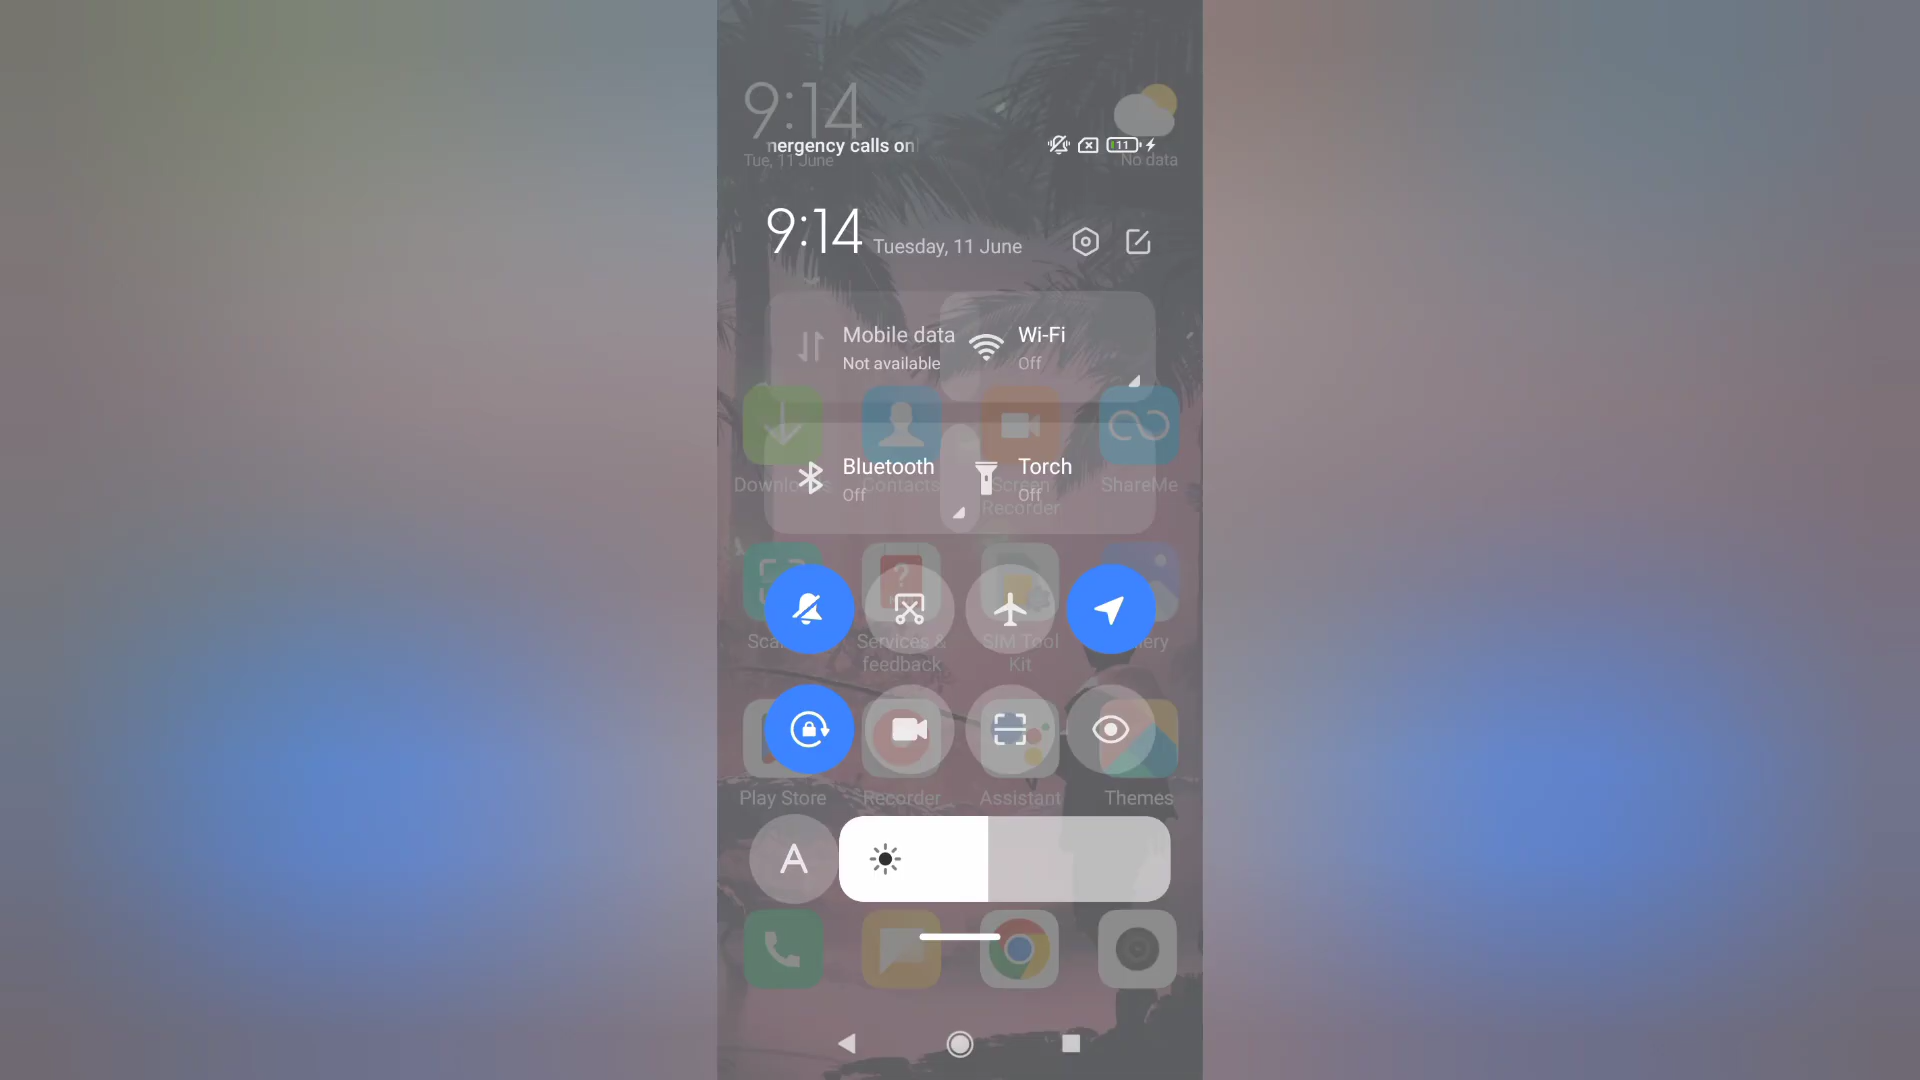 9:14
nergency calls on
11
Tue, 11 June
No data
9:14 Tuesday, 11 June
Mobile data
Not available
Wi-Fi
Off
Bluetooth
Off
Torch
Off
Contacts
Screen
Recorder
ShareMe
Services &
feedback
SIM Tool
Kit
Play Store
Recorder
Assistant
Themes
A